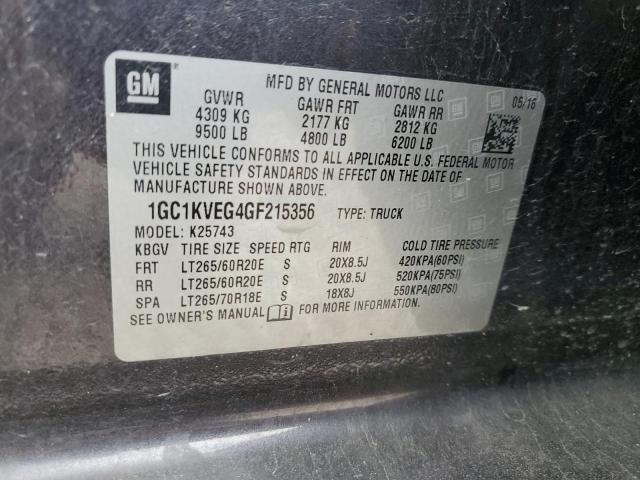 GM
®
MFD BY GENERAL MOTORS LLC
05/16
GVWR GAWR FRT GAWR RR
4309 KG 2177 KG 2812 KG
9500 LB 4800 LB 6200 LB
THIS VEHICLE CONFORMS TO ALL APPLICABLE U.S. FEDERAL MOTOR
VEHICLE SAFETY STANDARDS IN EFFECT ON THE DATE OF
MANUFACTURE SHOWN ABOVE.
1GC1KVEG4GF215356 TYPE: TRUCK
MODEL: K25743
KBGV TIRE SIZE SPEED RTG RIM COLD TIRE PRESSURE
FRT LT265/60R20E S 20X8.5J 420KPA(60PSI)
RR LT265/60R20E S 20X8.5J 520KPA(75PSI)
SPA LT265/70R18E S 18X8J 550KPA(80PSI)
SEE OWNER'S MANUAL i FOR MORE INFORMATION.